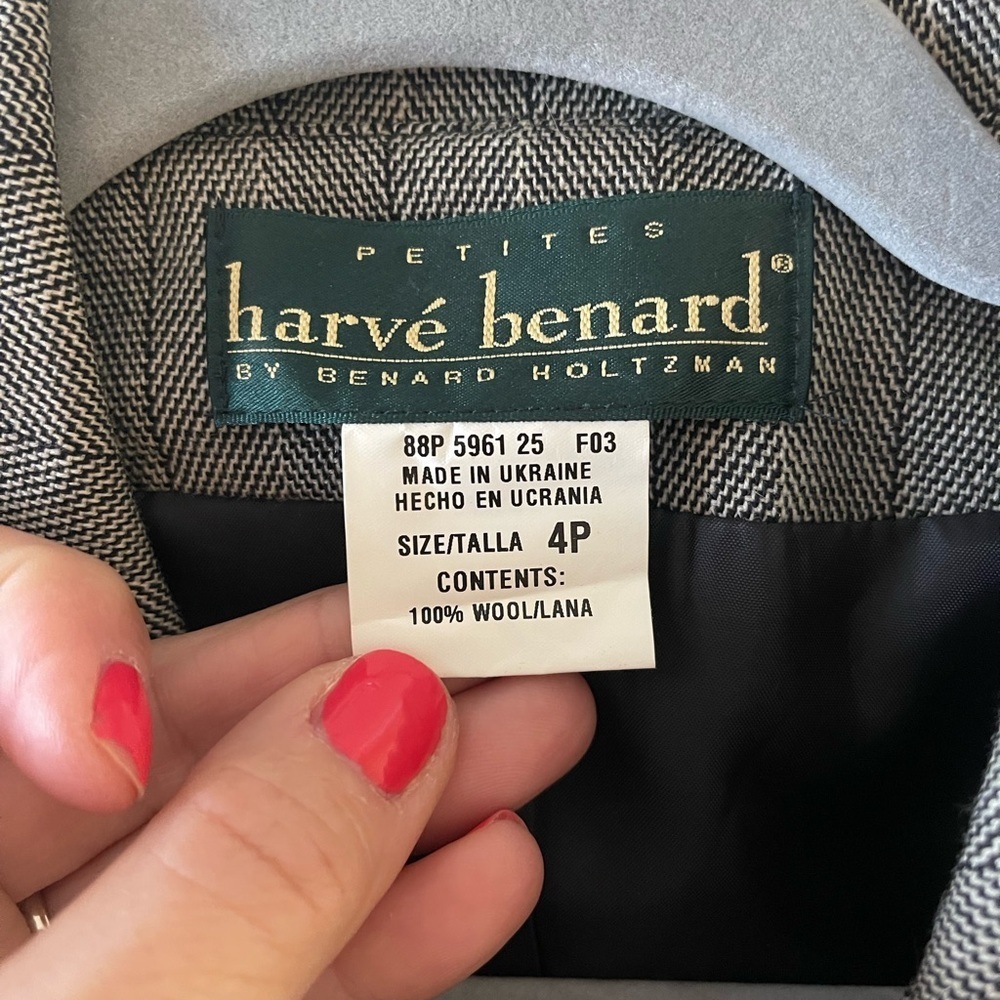 PETITES
harvé benard®
BY BENARD HOLTZMAN
88P 5961 25 F03
MADE IN UKRAINE
HECHO EN UCRANIA
SIZE/TALLA 4P
CONTENTS:
100% WOOL/LANA